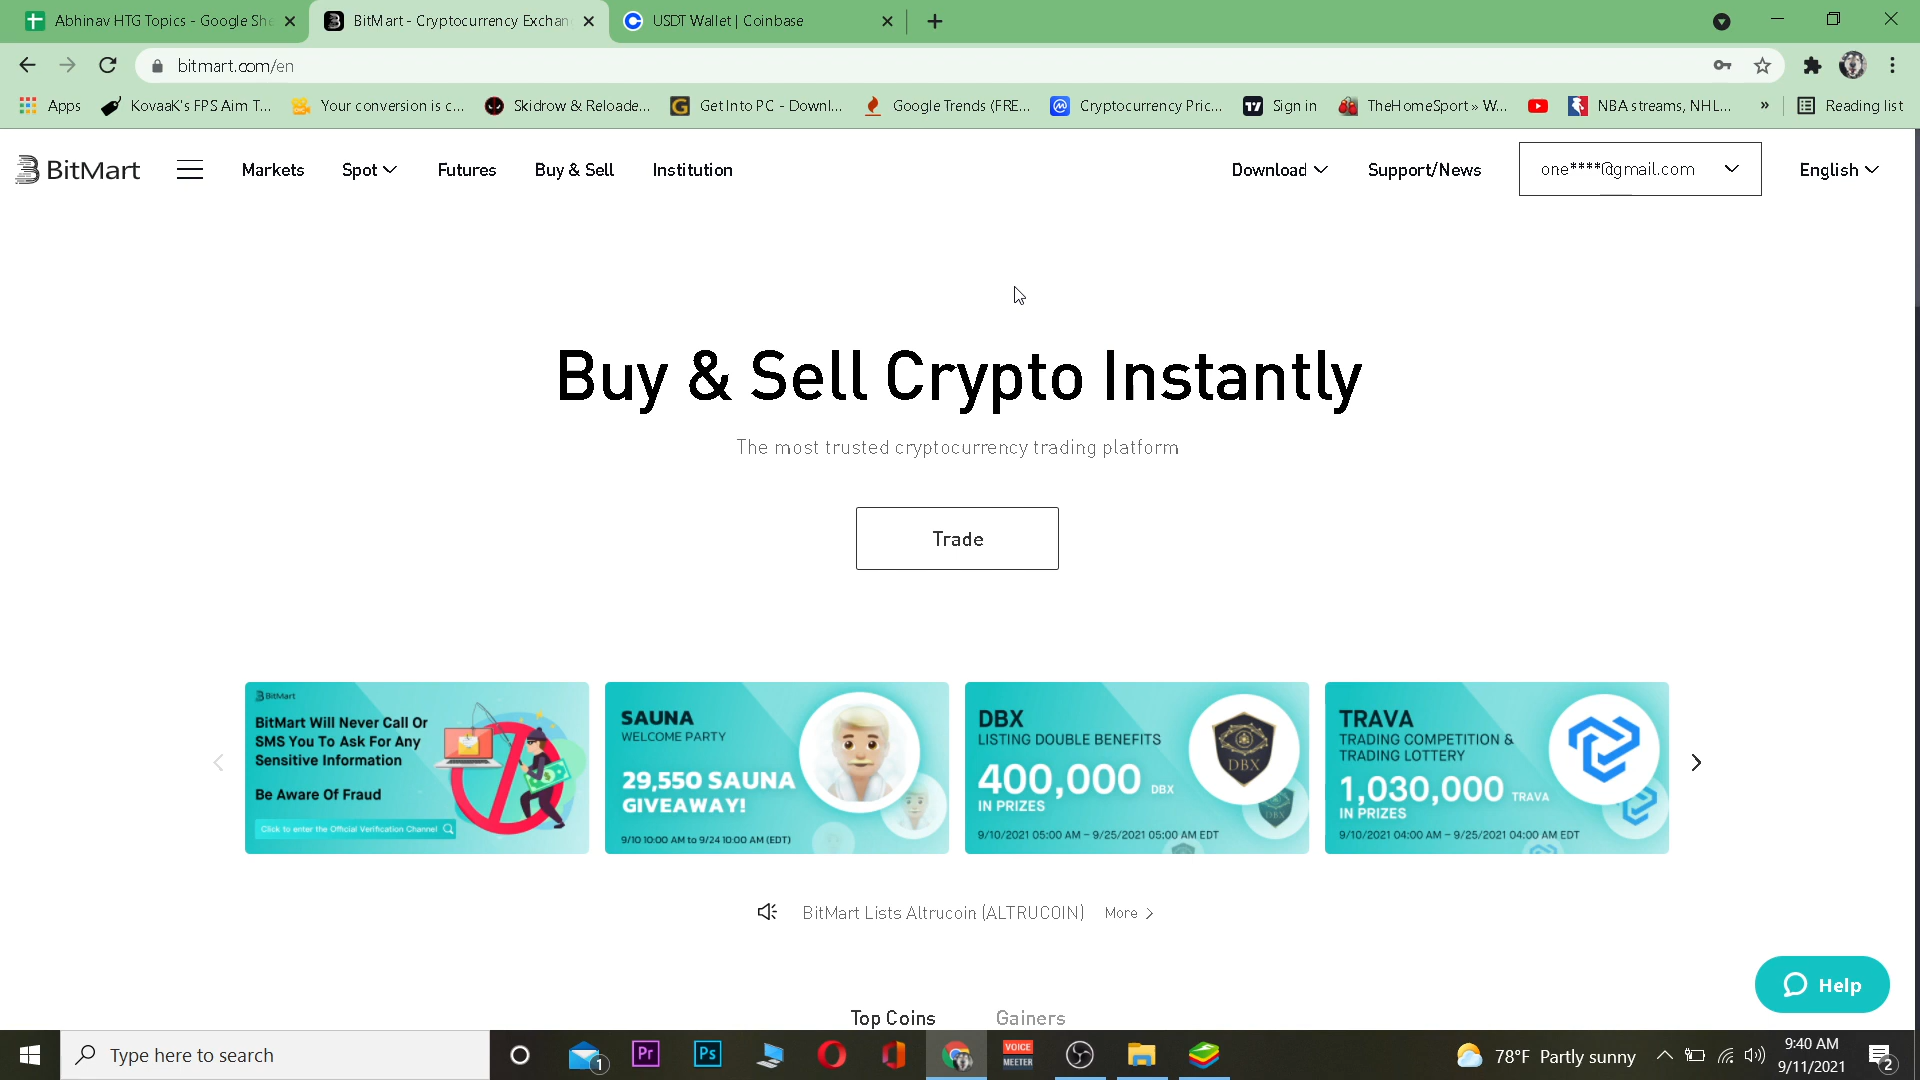 Abhinav HTG Topics - Google She
BitMart - Cryptocurrency Exchan
USDT Wallet | Coinbase
bitmart.com/en
Apps
KovaaK's FPS Aim T...
Your conversion is c...
Skidrow & Reloade...
Get Into PC - Downl...
Google Trends (FRE...
Cryptocurrency Pric...
Sign in
TheHomeSport » W...
NBA streams, NHL...
»
Reading list
BitMart
Markets
Spot
Futures
Buy & Sell
Institution
Download
Support/News
one****@gmail.com
English
Buy & Sell Crypto Instantly
The most trusted cryptocurrency trading platform
Trade
BitMart
BitMart Will Never Call Or
SMS You To Ask For Any
Sensitive Information
Be Aware Of Fraud
Click to enter the Official Verification Channel
SAUNA
WELCOME PARTY
29,550 SAUNA
GIVEAWAY!
9/10 10:00 AM to 9/24 10:00 AM (EDT)
DBX
LISTING DOUBLE BENEFITS
400,000 DBX
IN PRIZES
9/10/2021 05:00 AM – 9/25/2021 05:00 AM EDT
DBX
TRAVA
TRADING COMPETITION &
TRADING LOTTERY
1,030,000 TRAVA
IN PRIZES
9/10/2021 04:00 AM – 9/25/2021 04:00 AM EDT
BitMart Lists Altrucoin (ALTRUCOIN)
More
Help
Top Coins
Gainers
Type here to search
1
Pr
Ps
VOICE
MEETER
78°F Partly sunny
9:40 AM
9/11/2021
2